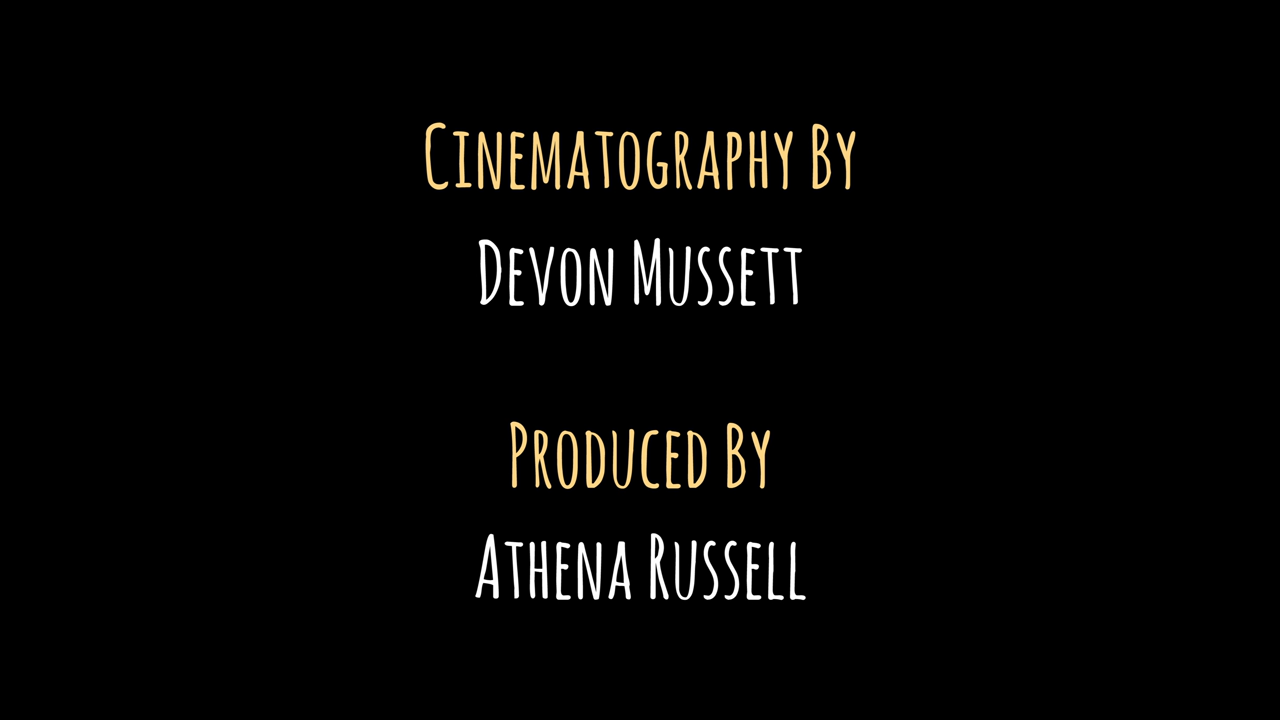 Cinematography By
Devon Mussett
Produced By
Athena Russell